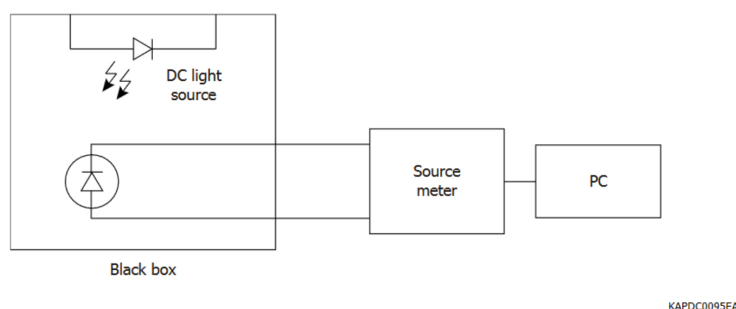 DC light
source
Source
meter
PC
Black box
KAPDC0095EA